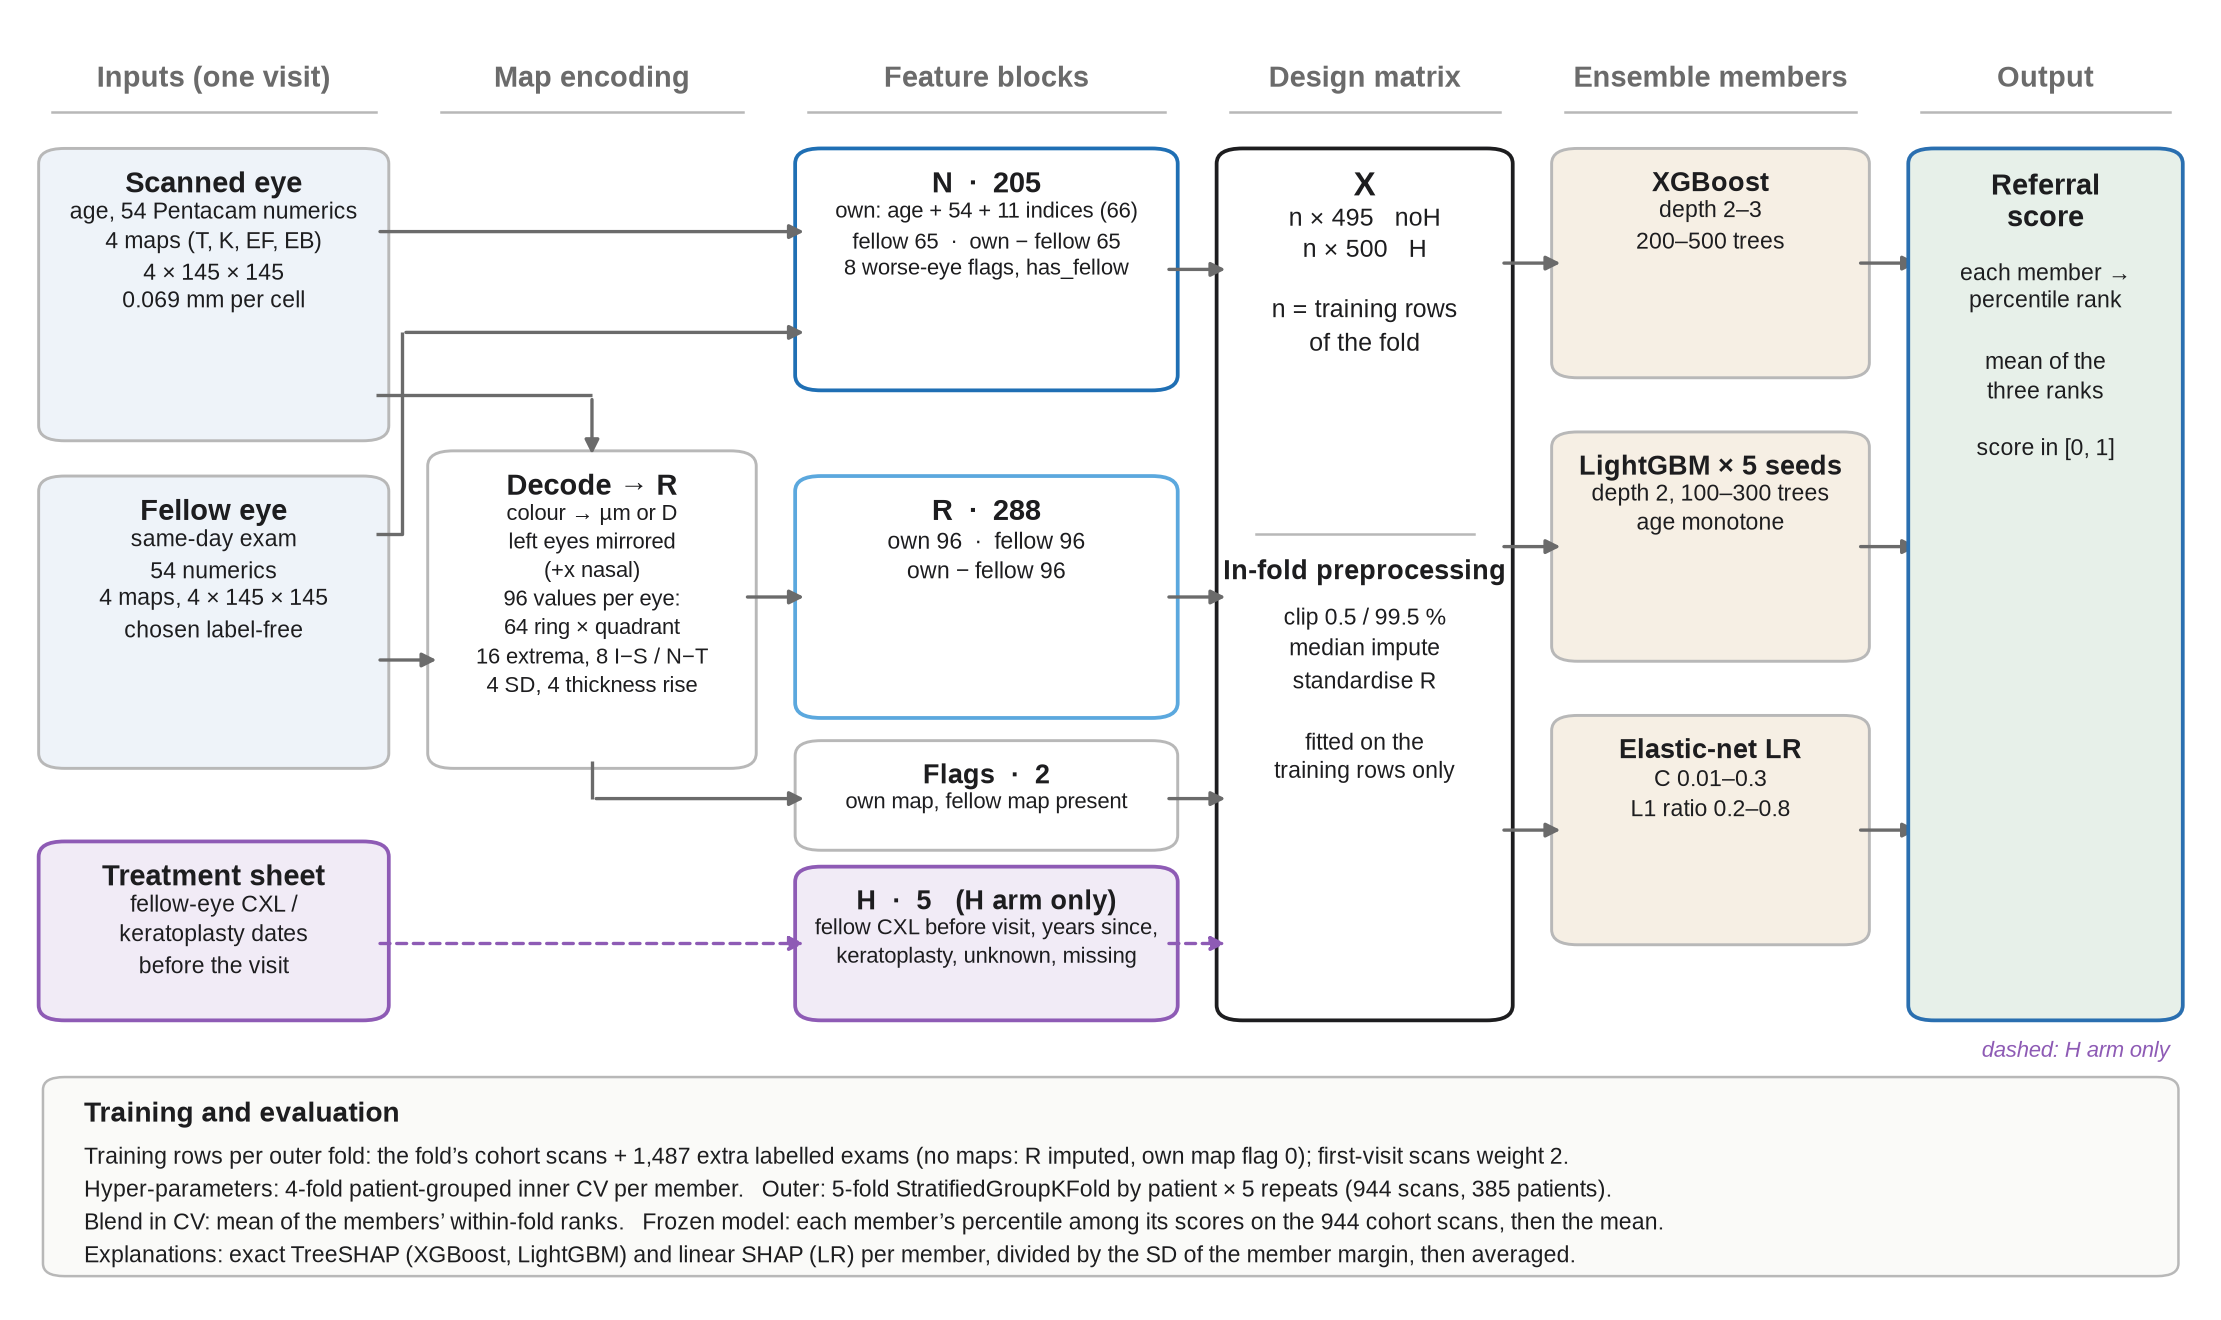 Inputs (one visit)
Map encoding
Feature blocks
Design matrix
Ensemble members
Output
Scanned eye
age, 54 Pentacam numerics
4 maps (T, K, EF, EB)
4 × 145 × 145
0.069 mm per cell
Fellow eye
same-day exam
54 numerics
4 maps, 4 × 145 × 145
chosen label-free
Treatment sheet
fellow-eye CXL /
keratoplasty dates
before the visit
Decode → R
colour → µm or D
left eyes mirrored
(+x nasal)
96 values per eye:
64 ring × quadrant
16 extrema, 8 I−S / N−T
4 SD, 4 thickness rise
N · 205
own: age + 54 + 11 indices (66)
fellow 65 · own − fellow 65
8 worse-eye flags, has_fellow
R · 288
own 96 · fellow 96
own − fellow 96
Flags · 2
own map, fellow map present
H · 5 (H arm only)
fellow CXL before visit, years since,
keratoplasty, unknown, missing
X
n × 495 noH
n × 500 H
n = training rows
of the fold
In-fold preprocessing
clip 0.5 / 99.5 %
median impute
standardise R
fitted on the
training rows only
XGBoost
depth 2–3
200–500 trees
LightGBM × 5 seeds
depth 2, 100–300 trees
age monotone
Elastic-net LR
C 0.01–0.3
L1 ratio 0.2–0.8
Referral
score
each member →
percentile rank
mean of the
three ranks
score in [0, 1]
dashed: H arm only
Training and evaluation
Training rows per outer fold: the fold’s cohort scans + 1,487 extra labelled exams (no maps: R imputed, own map flag 0); first-visit scans weight 2.
Hyper-parameters: 4-fold patient-grouped inner CV per member. Outer: 5-fold StratifiedGroupKFold by patient × 5 repeats (944 scans, 385 patients).
Blend in CV: mean of the members’ within-fold ranks. Frozen model: each member’s percentile among its scores on the 944 cohort scans, then the mean.
Explanations: exact TreeSHAP (XGBoost, LightGBM) and linear SHAP (LR) per member, divided by the SD of the member margin, then averaged.